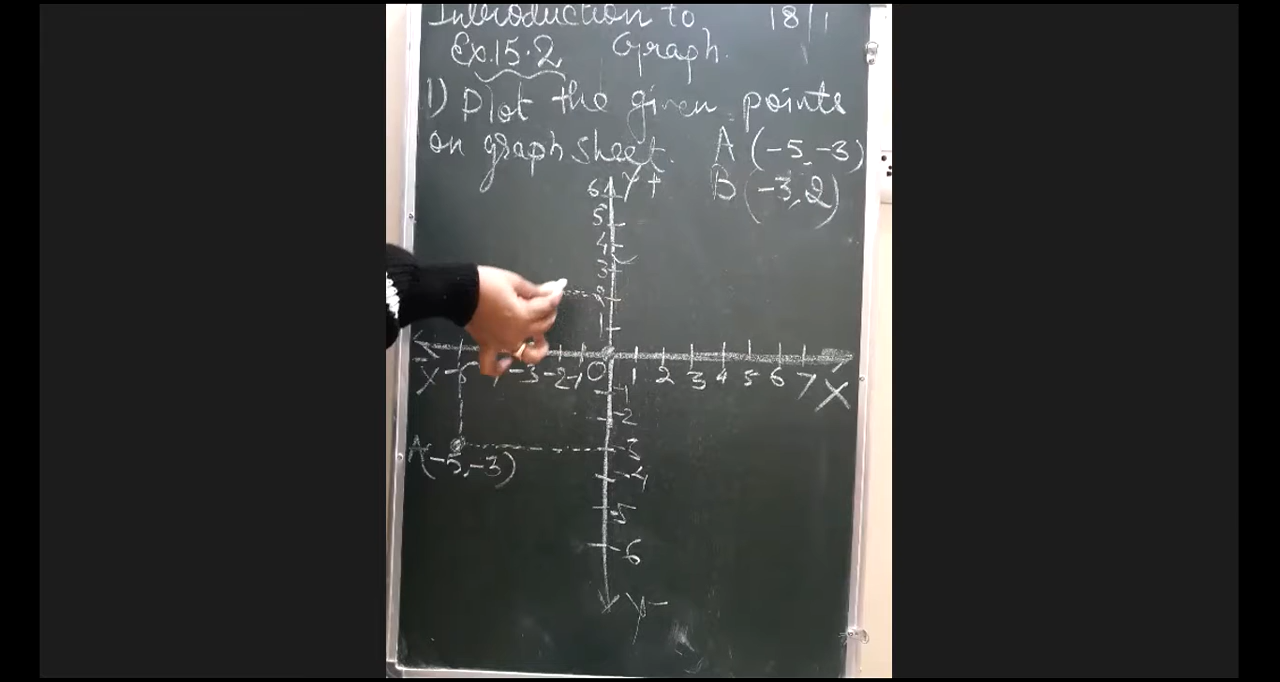 Introduction to 18/1
Ex.15.2 Graph.
1) Plot the given points
on graph sheet. A (-5,-3)
B (-3,2)
Y+
6
5
4
3
2
1
X -5 -3 -2 -1 O 1 2 3 4 5 6 7 X
-1
-2
A -3
(-5,-3)
-4
-5
-6
y-